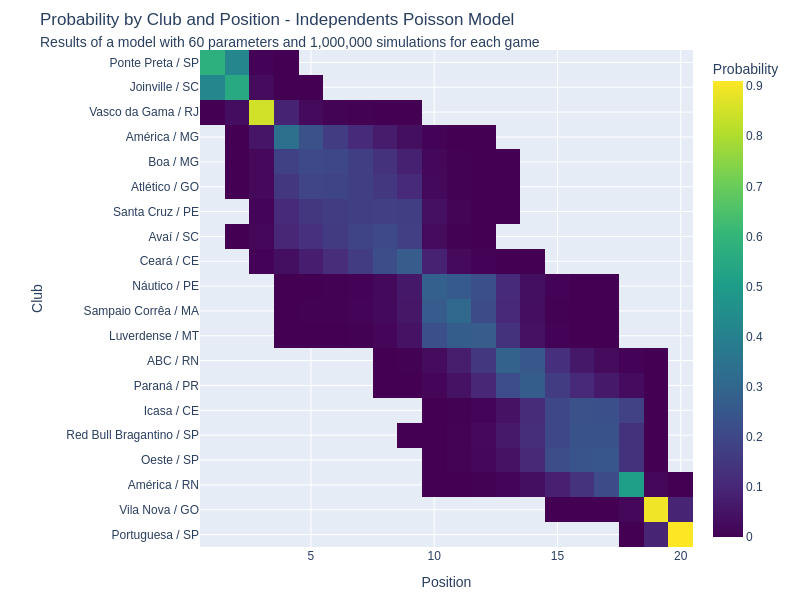 Probability by Club and Position - Independents Poisson Model
Results of a model with 60 parameters and 1,000,000 simulations for each game
Probability
Club
Ponte Preta / SP
Joinville / SC
Vasco da Gama / RJ
América / MG
Boa / MG
Atlético / GO
Santa Cruz / PE
Avaí / SC
Ceará / CE
Náutico / PE
Sampaio Corrêa / MA
Luverdense / MT
ABC / RN
Paraná / PR
Icasa / CE
Red Bull Bragantino / SP
Oeste / SP
América / RN
Vila Nova / GO
Portuguesa / SP
0.9
0.8
0.7
0.6
0.5
0.4
0.3
0.2
0.1
0
5
10
15
20
Position